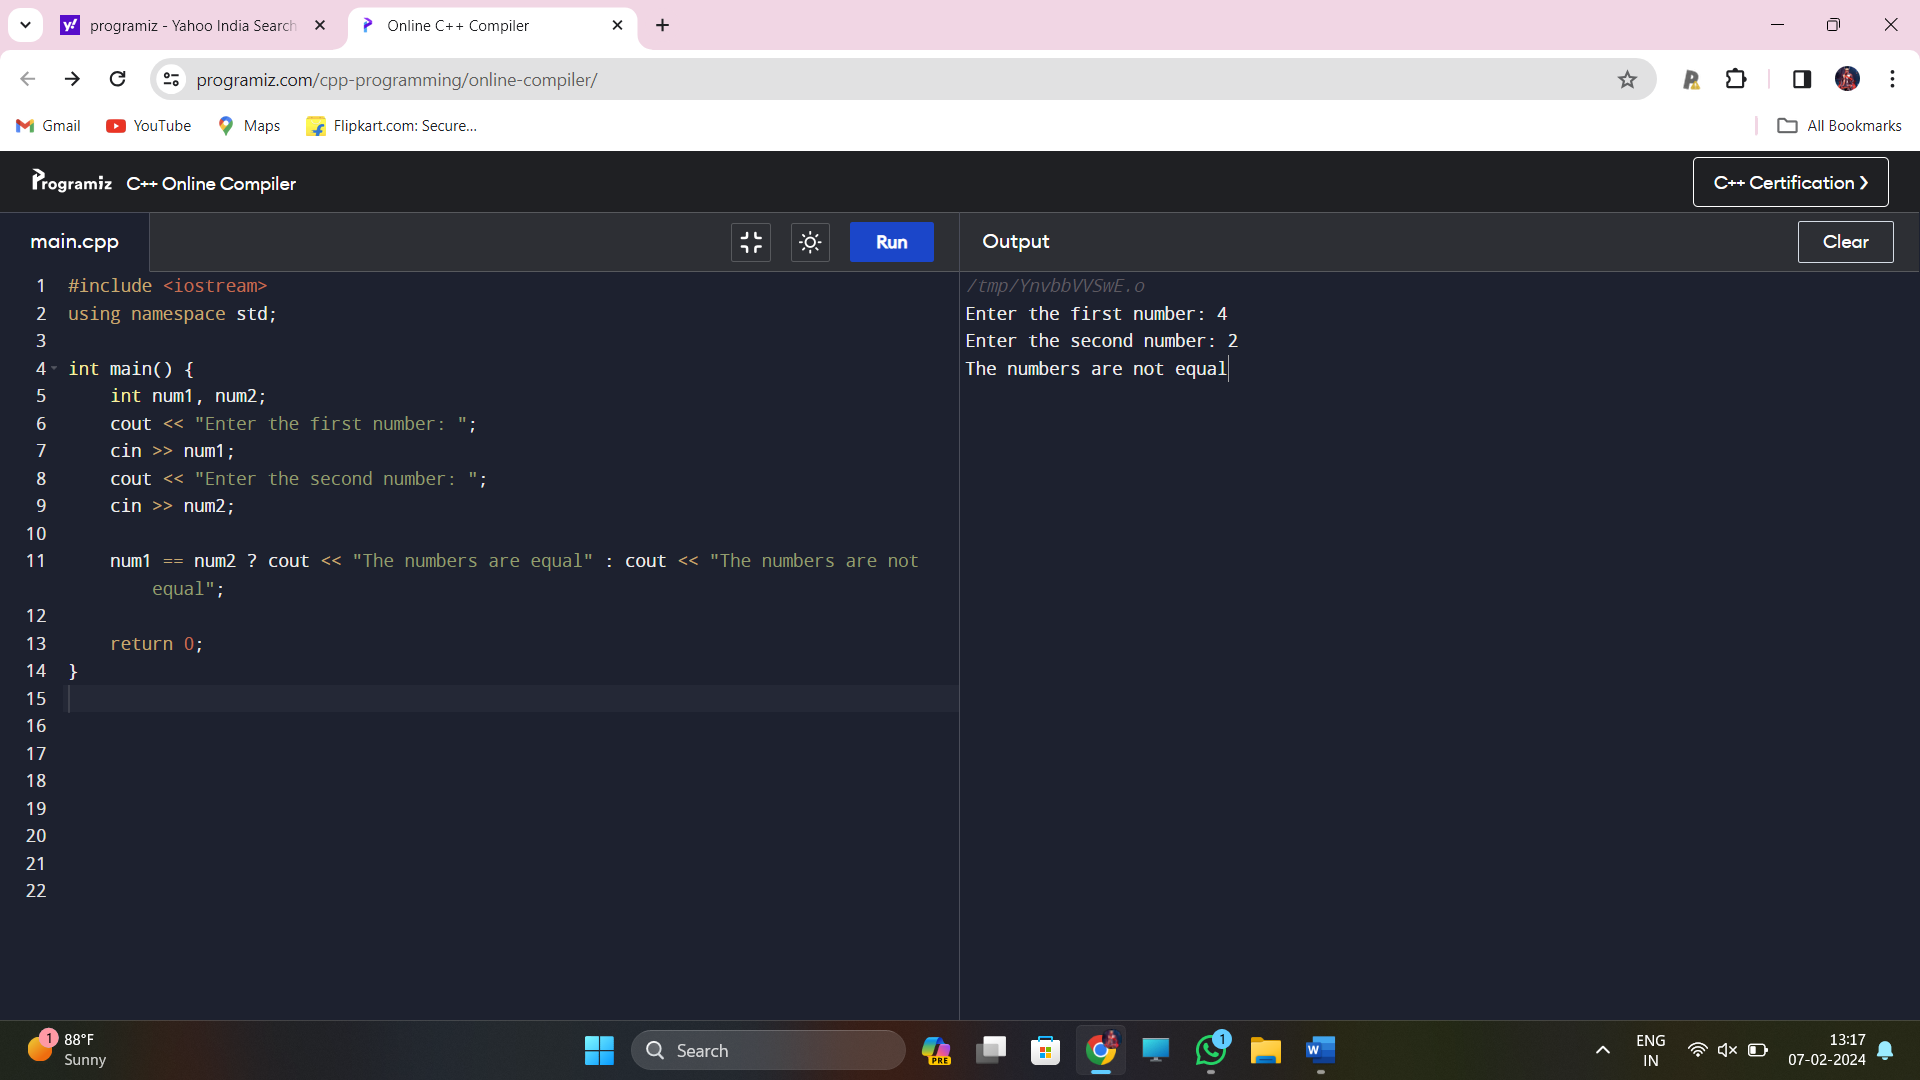 programiz - Yahoo India Search
Online C++ Compiler
programiz.com/cpp-programming/online-compiler/
Gmail
YouTube
Maps
Flipkart.com: Secure...
All Bookmarks
Programiz C++ Online Compiler
C++ Certification ❯
main.cpp
Run
Output
Clear
1 #include <iostream>
2 using namespace std;
3
4 int main() {
5 int num1, num2;
6 cout << "Enter the first number: ";
7 cin >> num1;
8 cout << "Enter the second number: ";
9 cin >> num2;
10
11 num1 == num2 ? cout << "The numbers are equal" : cout << "The numbers are not
equal";
12
13 return 0;
14 }
15
16
17
18
19
20
21
22
/tmp/YnvbbVVSwE.o
Enter the first number: 4
Enter the second number: 2
The numbers are not equal
1
88°F
Sunny
Search
PRE
1
W
ENG
IN
13:17
07-02-2024